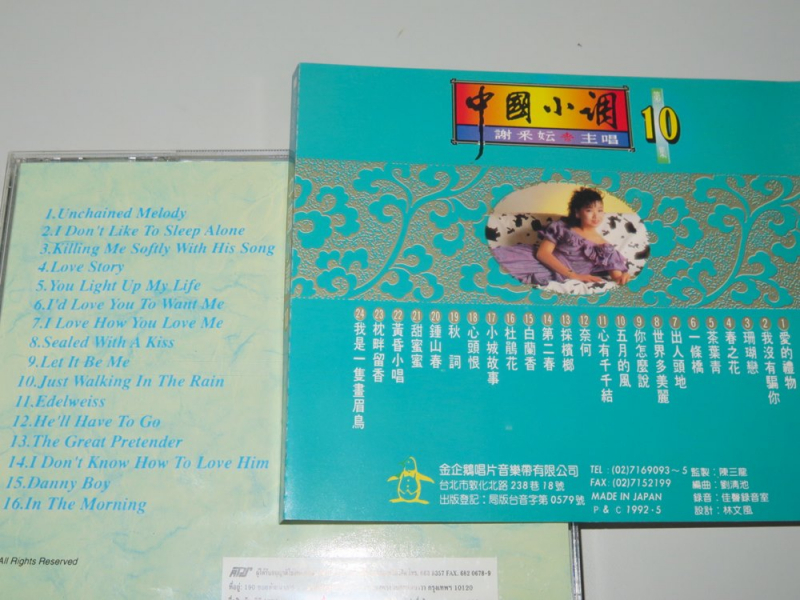 1.Unchained Melody
2.I Don't Like To Sleep Alone
3.Killing Me Softly With His Song
4.Love Story
5.You Light Up My Life
6.I'd Love You To Want Me
7.I Love How You Love Me
8.Sealed With A Kiss
9.Let It Be Me
10.Just Walking In The Rain
11.Edelweiss
12.He'll Have To Go
13.The Great Pretender
14.I Don't Know How To Love Him
15.Danny Boy
16.In The Morning
All Rights Reserved
中國小調
謝采妘 主唱
10
1 愛的禮物
2 我沒有騙你
3 珊瑚戀
4 春之花
5 茶葉青
6 一條橋
7 出人頭地
8 世界多美麗
9 你怎麼說
10 五月的風
11 心有千千結
12 奈何
13 採檳榔
14 第二春
15 白蘭香
16 杜鵑花
17 小城故事
18 心頭恨
19 秋詞
20 鍾山春
21 甜蜜蜜
22 黃昏小唱
23 枕畔留香
24 我是一隻畫眉鳥
金企鵝唱片音樂帶有限公司
台北市敦化北路238巷18號
出版登記：局版台音字第0579號
TEL : (02)7169093～5
FAX : (02)7152199
MADE IN JAPAN
P & C 1992・5
監製：陳三龍
編曲：劉清池
錄音：佳聲錄音室
設計：林文風